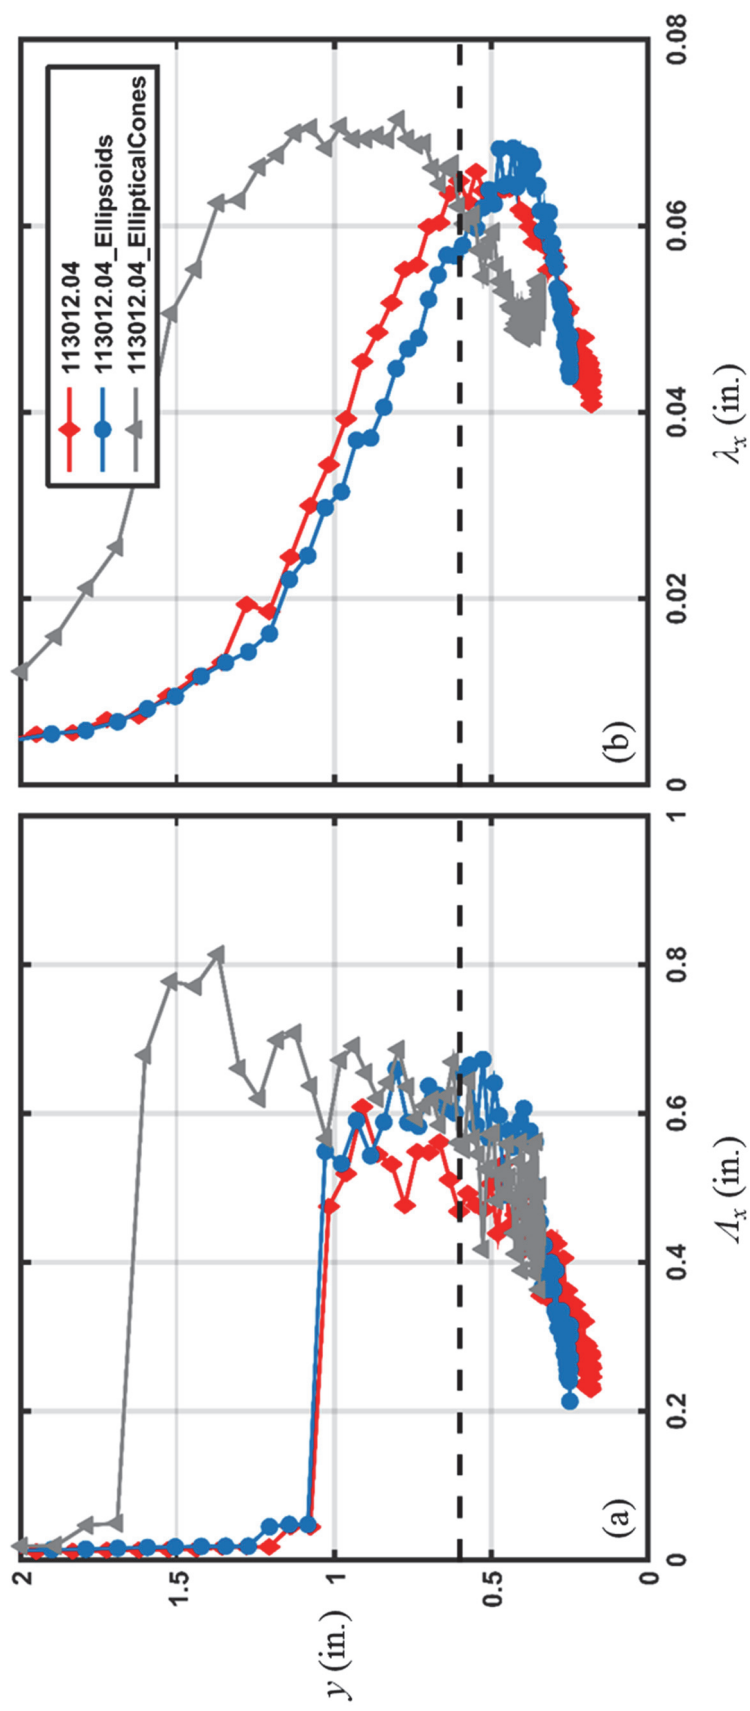 2
1.5
1
0.5
0
y (in.)
0
0.2
0.4
0.6
0.8
1
Λx (in.)
(a)
113012.04
113012.04_Ellipsoids
113012.04_EllipticalCones
0
0.02
0.04
0.06
0.08
λx (in.)
(b)